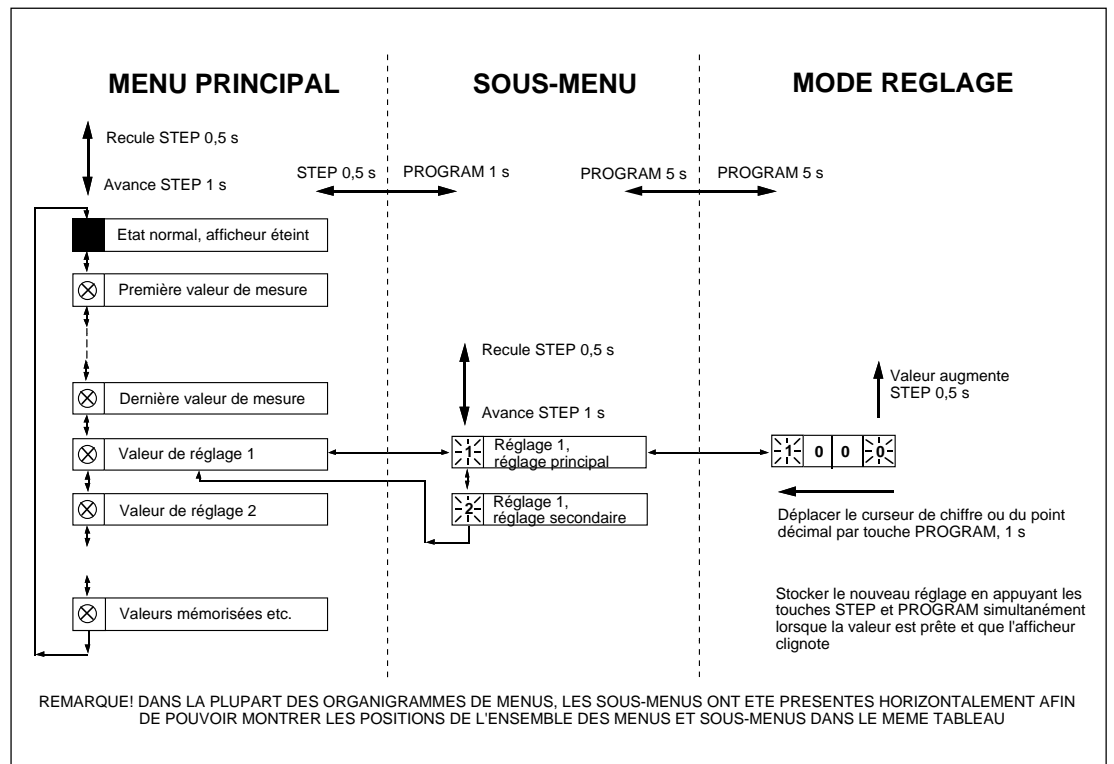 MENU PRINCIPAL
SOUS-MENU
MODE REGLAGE
Recule STEP 0,5 s
Avance STEP 1 s
STEP 0,5 s
PROGRAM 1 s
PROGRAM 5 s
PROGRAM 5 s
Etat normal, afficheur éteint
Première valeur de mesure
Dernière valeur de mesure
Valeur de réglage 1
Valeur de réglage 2
Valeurs mémorisées etc.
Recule STEP 0,5 s
Avance STEP 1 s
1
Réglage 1,
réglage principal
2
Réglage 1,
réglage secondaire
Valeur augmente
STEP 0,5 s
1 0 0 0
Déplacer le curseur de chiffre ou du point
décimal par touche PROGRAM, 1 s
Stocker le nouveau réglage en appuyant les
touches STEP et PROGRAM simultanément
lorsque la valeur est prête et que l'afficheur
clignote
REMARQUE! DANS LA PLUPART DES ORGANIGRAMMES DE MENUS, LES SOUS-MENUS ONT ETE PRESENTES HORIZONTALEMENT AFIN
DE POUVOIR MONTRER LES POSITIONS DE L'ENSEMBLE DES MENUS ET SOUS-MENUS DANS LE MEME TABLEAU